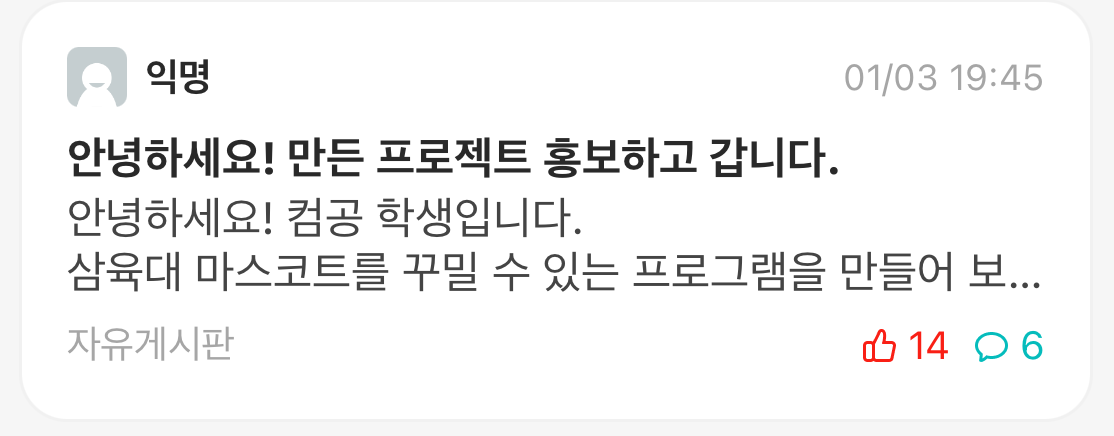 익명
01/03 19:45
안녕하세요! 만든 프로젝트 홍보하고 갑니다.
안녕하세요! 컴공 학생입니다.
삼육대 마스코트를 꾸밀 수 있는 프로그램을 만들어 보...
자유게시판
14
6